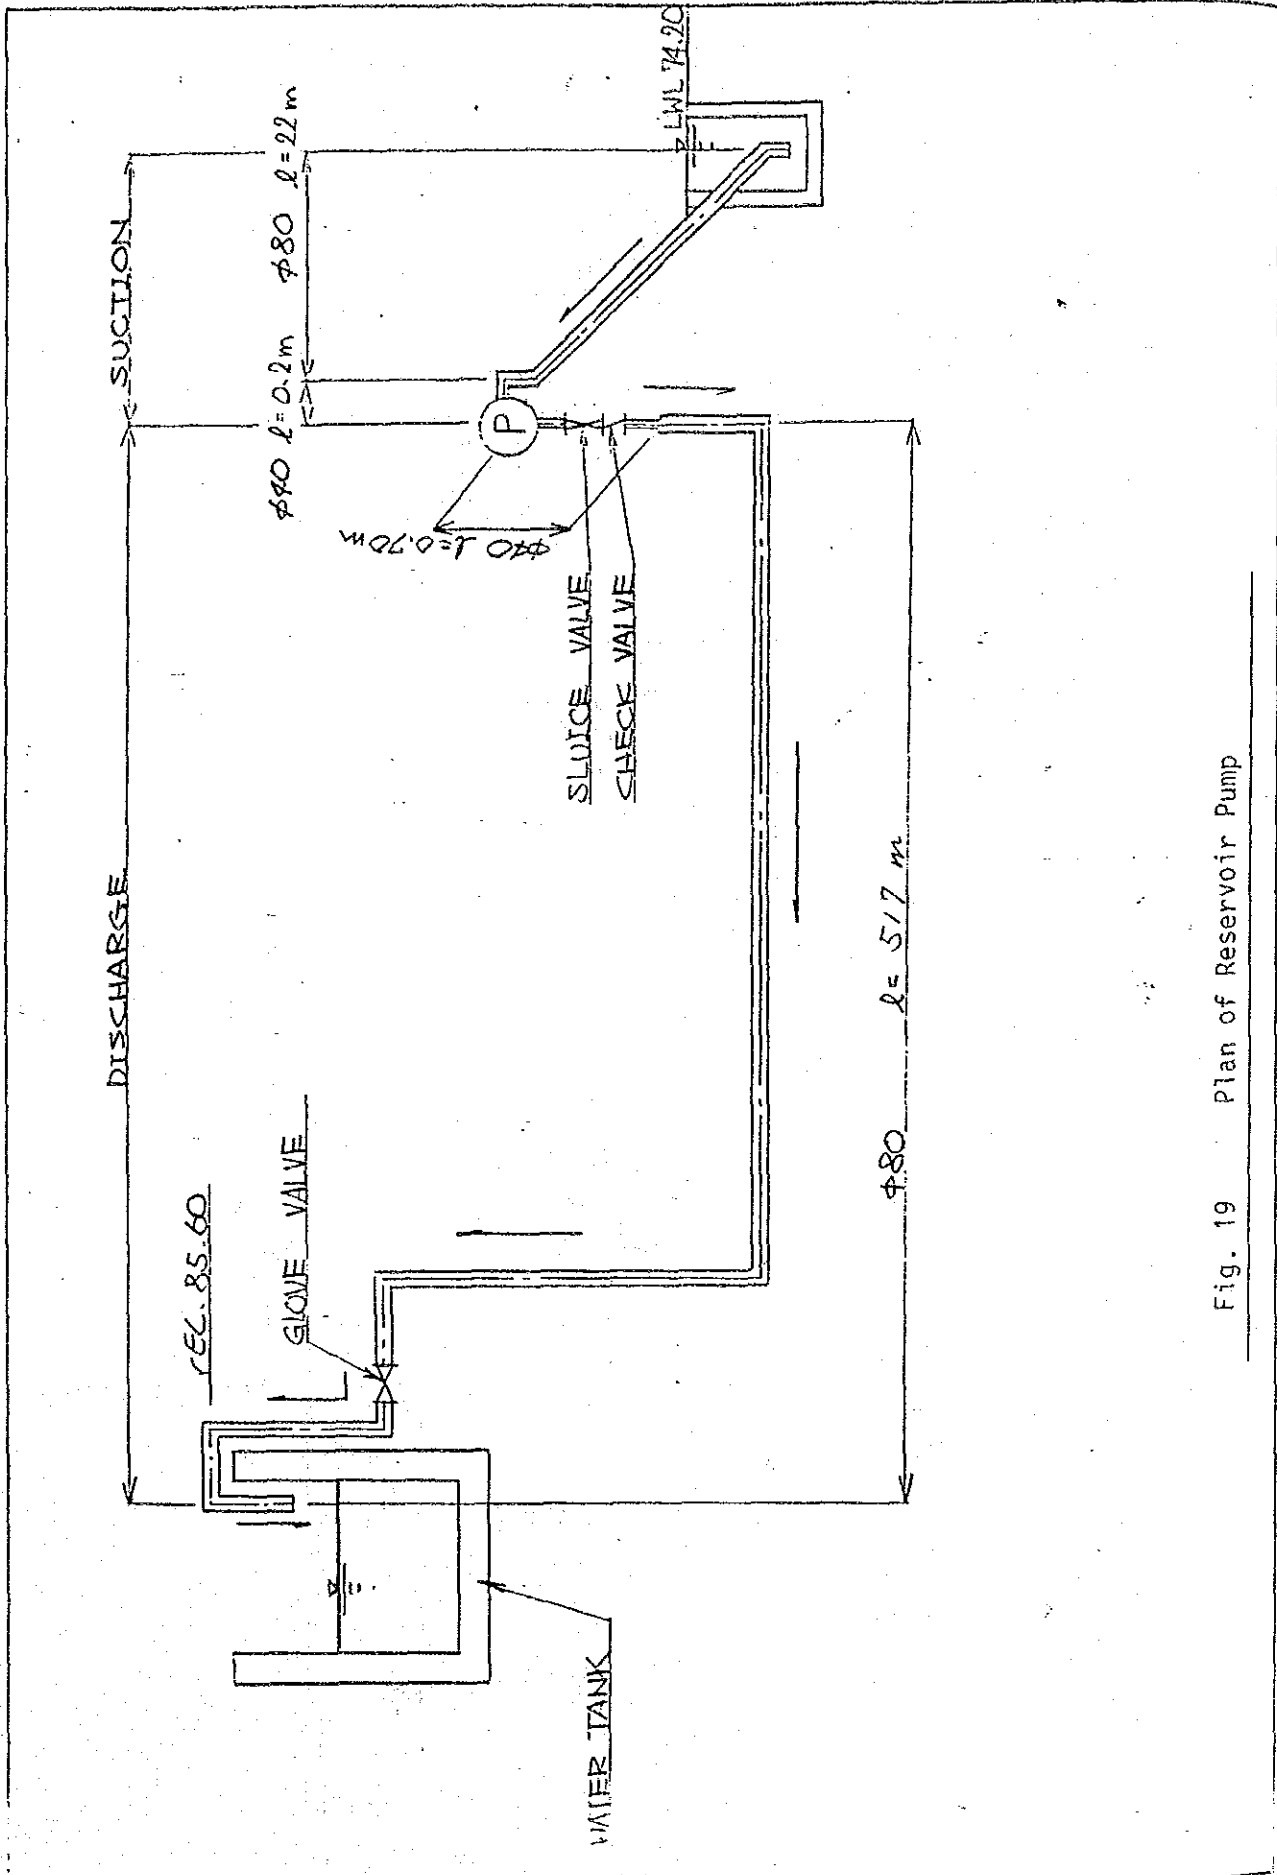 SUCTION
DISCHARGE
φ40 l=0.2m φ80 l=22m
LWL 74.20
P
φ40 l=0.70m
SLUICE VALVE
CHECK VALVE
EL.85.60
GLOVE VALVE
WATER TANK
φ80 l=517m
Fig. 19 Plan of Reservoir Pump